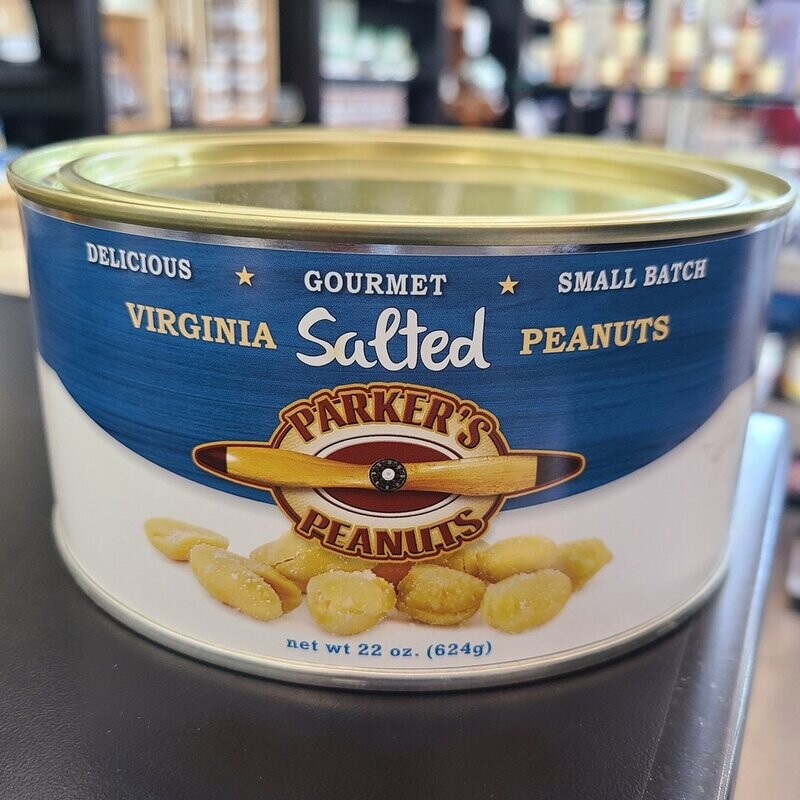 DELICIOUS ★ GOURMET ★ SMALL BATCH
VIRGINIA Salted PEANUTS
PARKER'S
PEANUTS
net wt 22 oz. (624g)